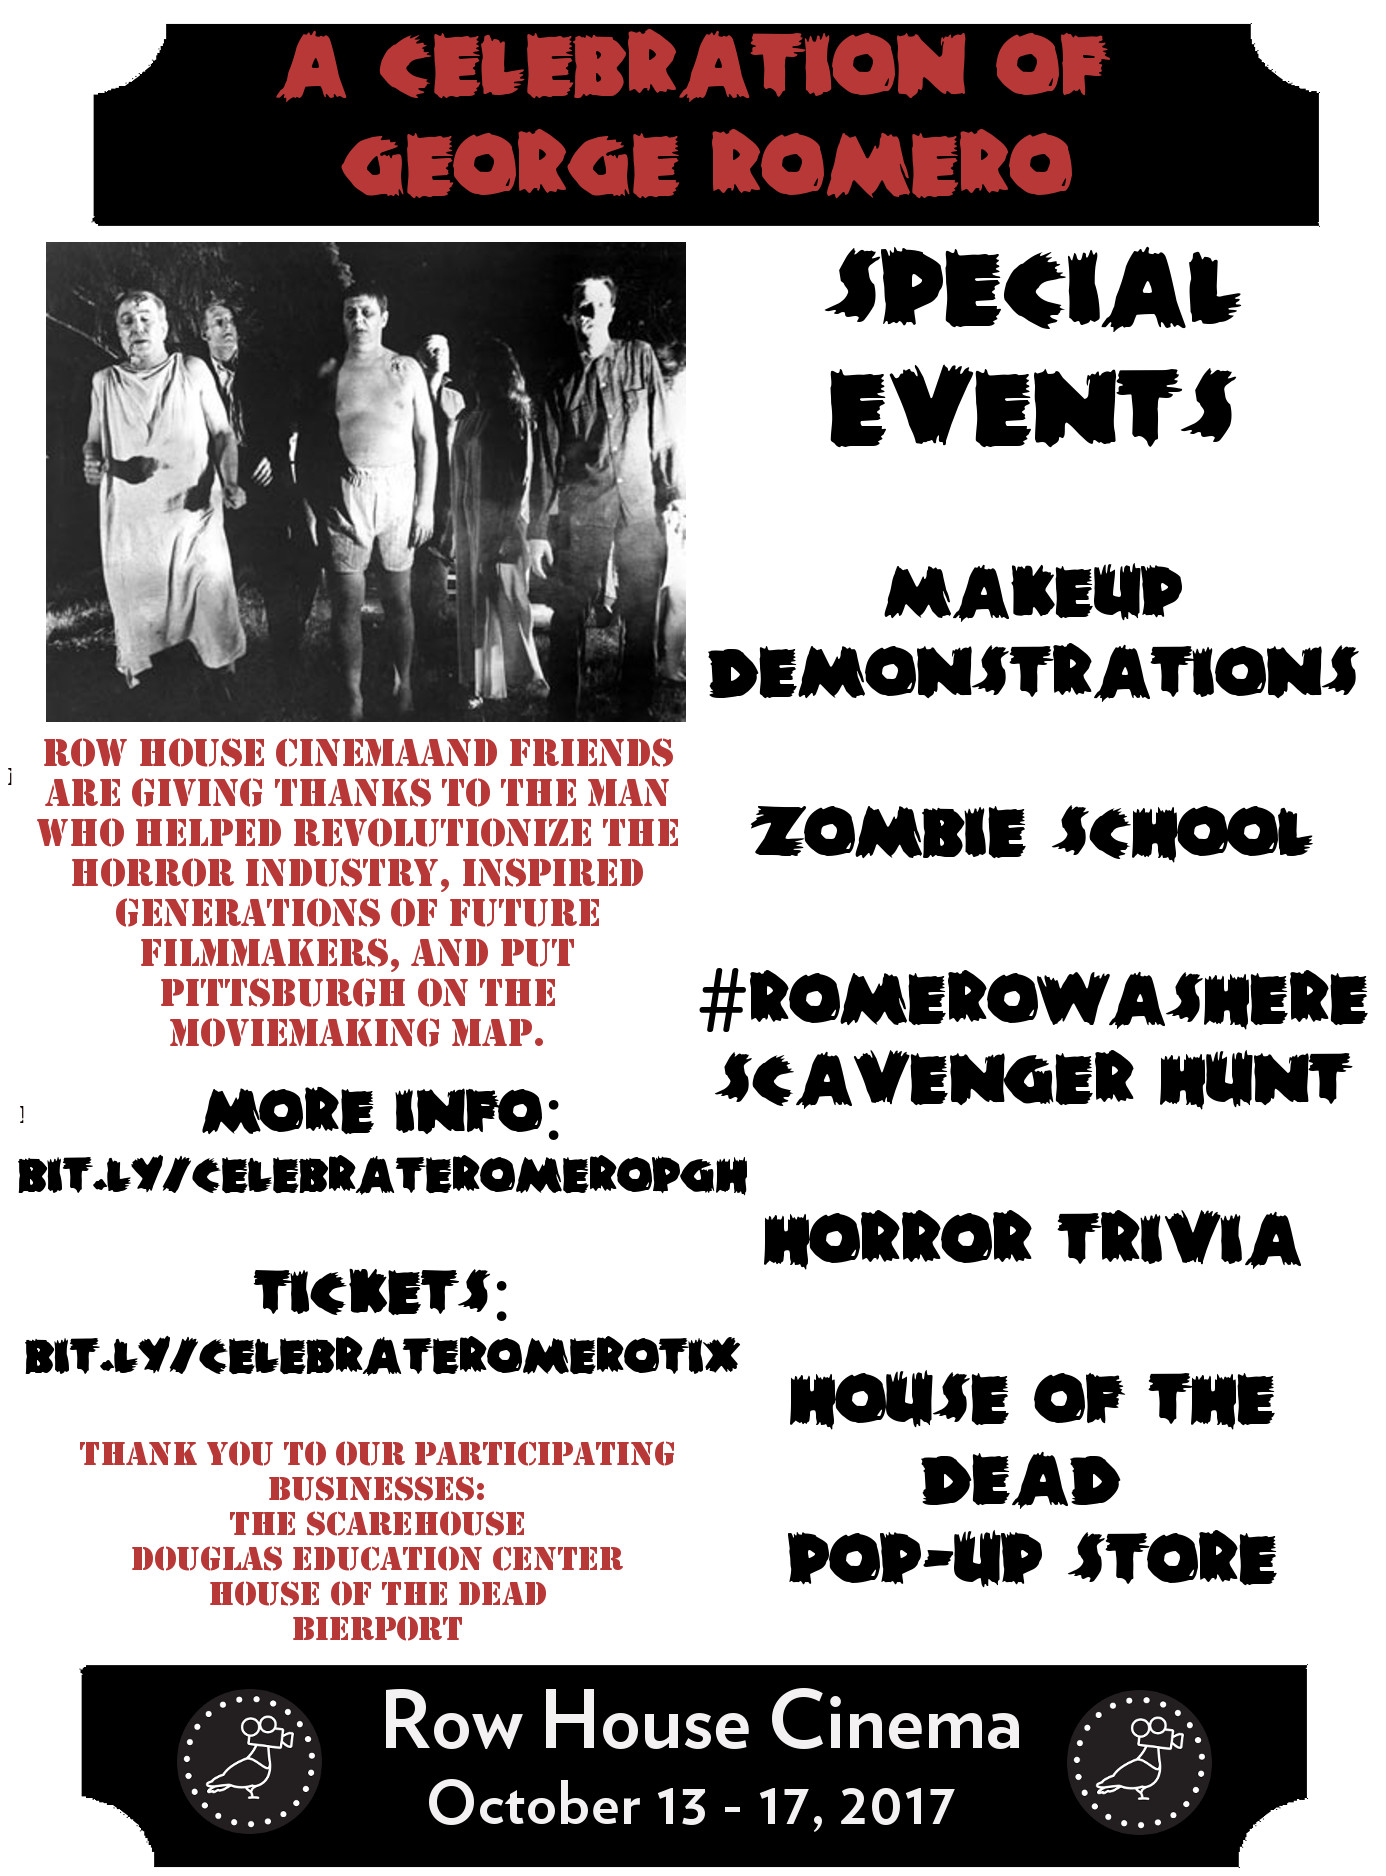 A CELEBRATION OF
GEORGE ROMERO
ROW HOUSE CINEMAAND FRIENDS
ARE GIVING THANKS TO THE MAN
WHO HELPED REVOLUTIONIZE THE
HORROR INDUSTRY, INSPIRED
GENERATIONS OF FUTURE
FILMMAKERS, AND PUT
PITTSBURGH ON THE
MOVIEMAKING MAP.
]
MORE INFO:
]
BIT.LY/CELEBRATEROMEROPGH
TICKETS:
BIT.LY/CELEBRATEROMEROTIX
THANK YOU TO OUR PARTICIPATING
BUSINESSES:
THE SCAREHOUSE
DOUGLAS EDUCATION CENTER
HOUSE OF THE DEAD
BIERPORT
SPECIAL
EVENTS
MAKEUP
DEMONSTRATIONS
ZOMBIE SCHOOL
#ROMEROWASHERE
SCAVENGER HUNT
HORROR TRIVIA
HOUSE OF THE
DEAD
POP-UP STORE
Row House Cinema
October 13 - 17, 2017